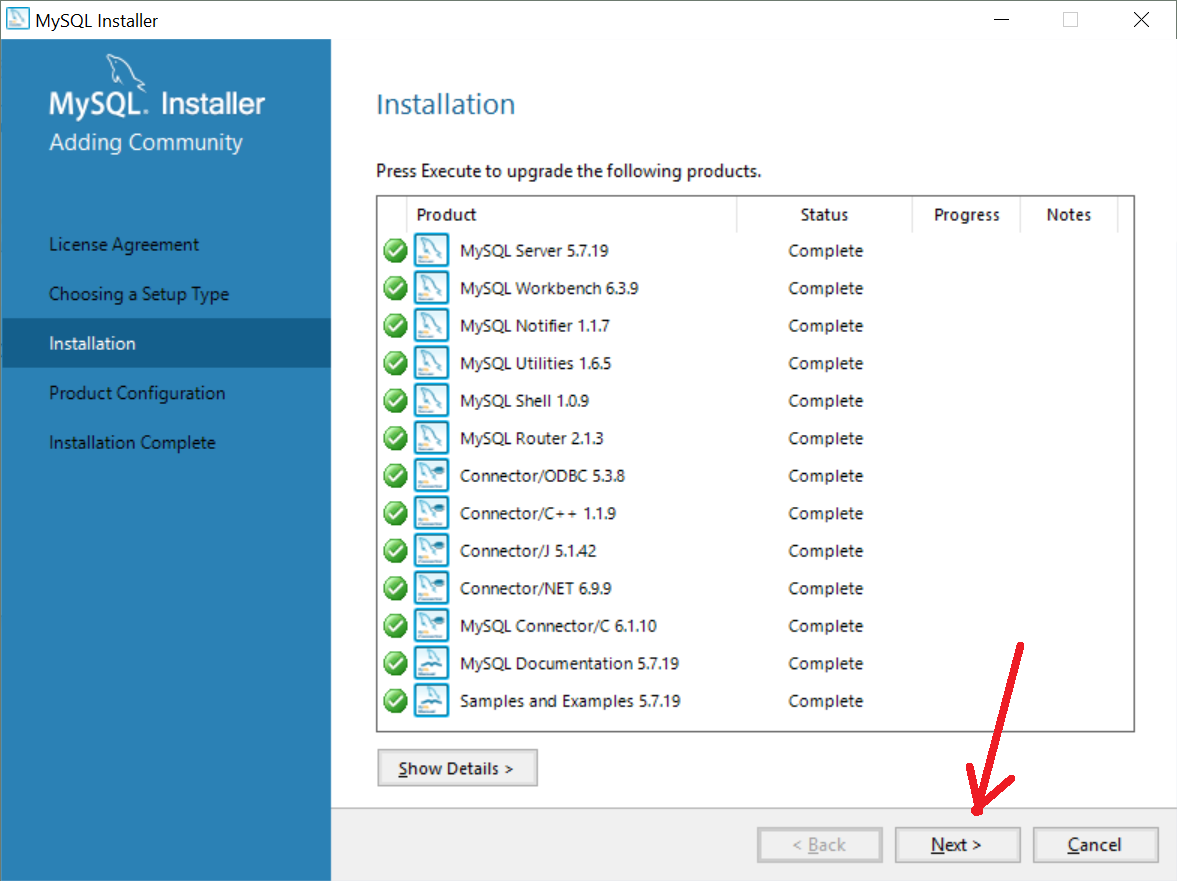 MySQL Installer
MySQL. Installer
Adding Community
License Agreement
Choosing a Setup Type
Installation
Product Configuration
Installation Complete
Installation
Press Execute to upgrade the following products.
Product Status Progress Notes
MySQL Server 5.7.19 Complete
MySQL Workbench 6.3.9 Complete
MySQL Notifier 1.1.7 Complete
MySQL Utilities 1.6.5 Complete
MySQL Shell 1.0.9 Complete
MySQL Router 2.1.3 Complete
Connector/ODBC 5.3.8 Complete
Connector/C++ 1.1.9 Complete
Connector/J 5.1.42 Complete
Connector/NET 6.9.9 Complete
MySQL Connector/C 6.1.10 Complete
MySQL Documentation 5.7.19 Complete
Samples and Examples 5.7.19 Complete
Show Details >
< Back Next > Cancel